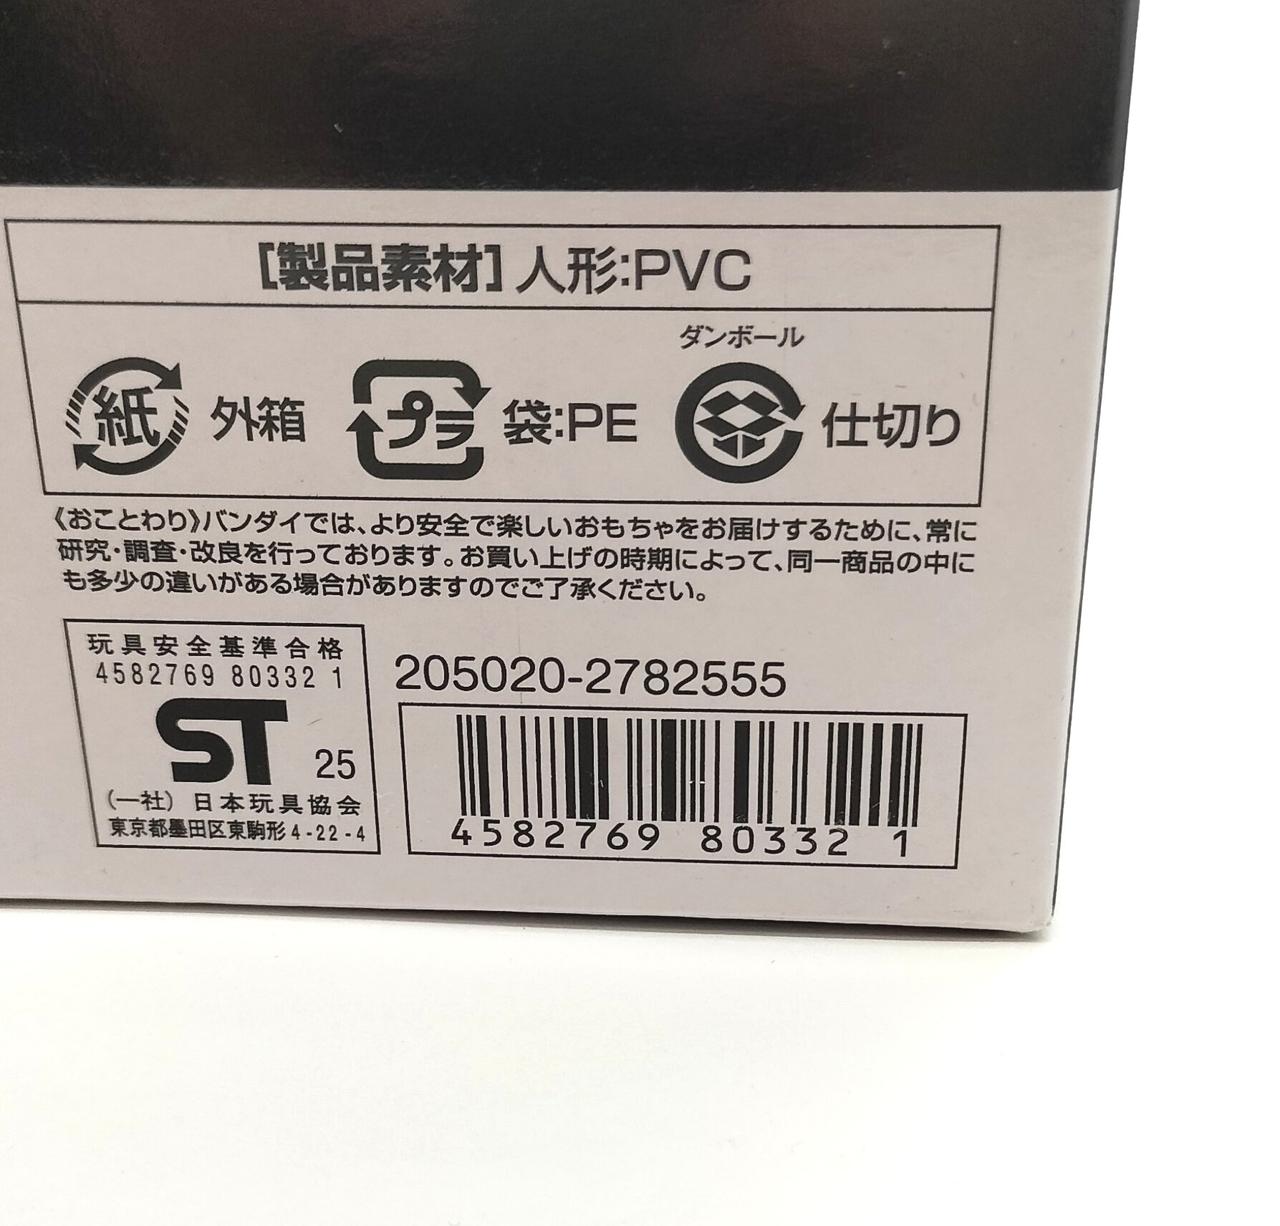 [製品素材] 人形:PVC
ダンボール
紙 外箱 プラ 袋:PE 仕切り
《おことわり》バンダイでは、より安全で楽しいおもちゃをお届けするために、常に
研究・調査・改良を行っております。お買い上げの時期によって、同一商品の中に
も多少の違いがある場合がありますのでご了承ください。
玩具安全基準合格
4582769 80332 1
ST 25
(一社) 日本玩具協会
東京都墨田区東駒形4-22-4
205020-2782555
4582769 80332 1